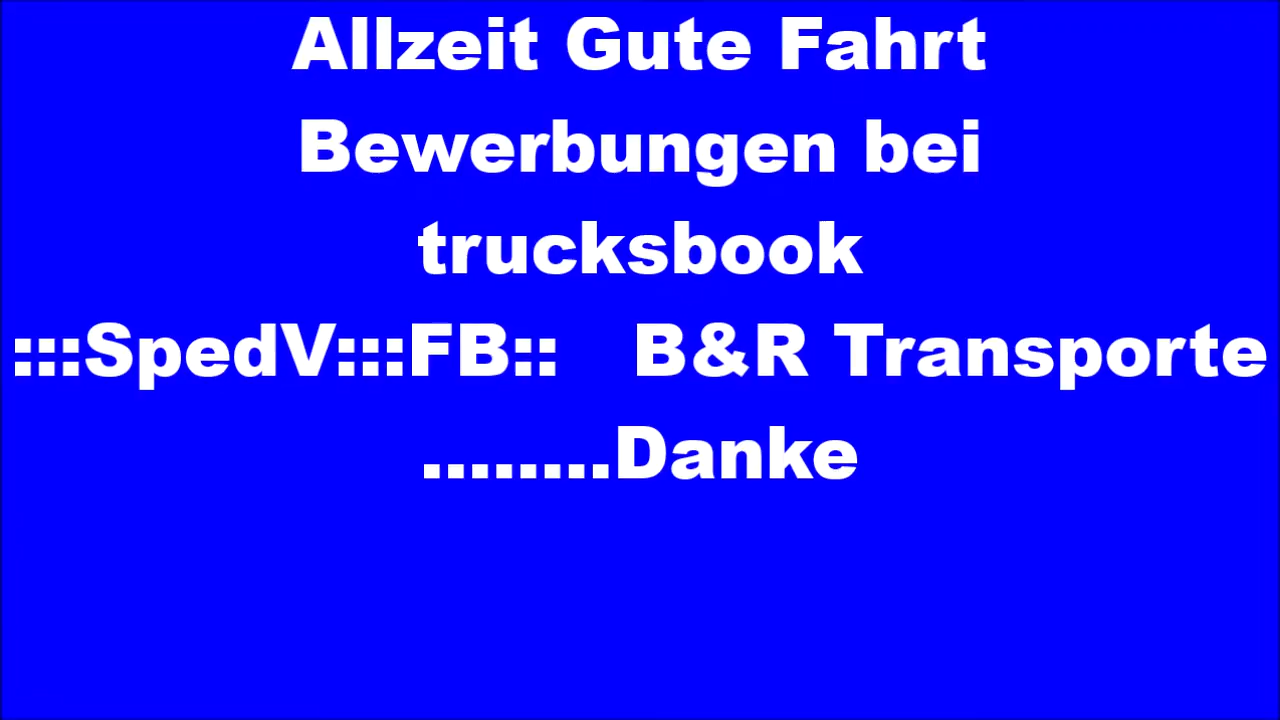 Allzeit Gute Fahrt
Bewerbungen bei
trucksbook
:::SpedV:::FB::   B&R Transporte
........Danke